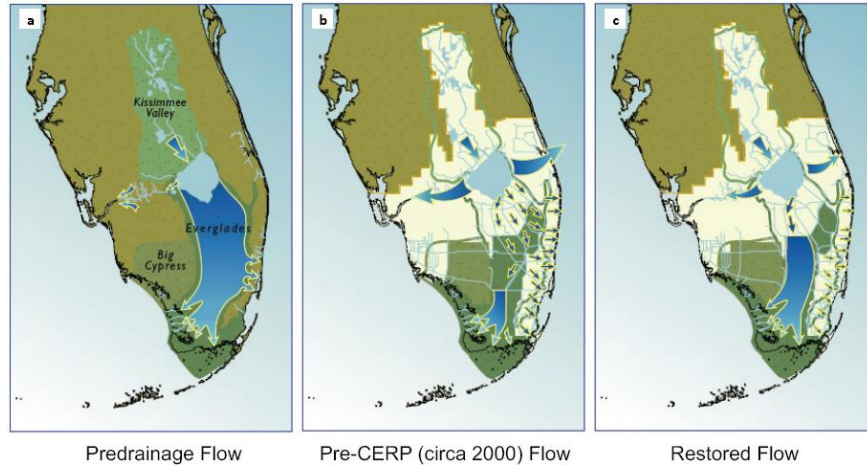 a
Kissimmee
Valley
Everglades
Big
Cypress
b
c
Predrainage Flow
Pre-CERP (circa 2000) Flow
Restored Flow